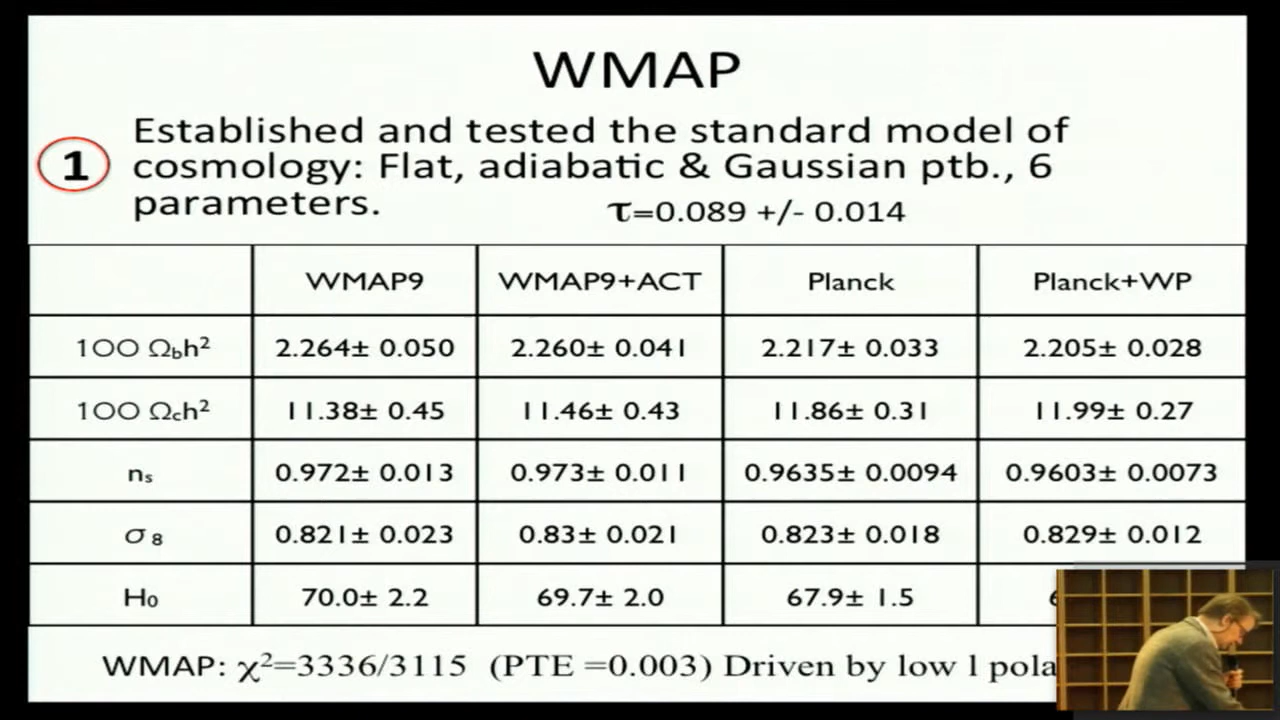 WMAP
Established and tested the standard model of
1
cosmology: Flat, adiabatic & Gaussian ptb., 6
parameters.
τ=0.089 +/- 0.014
WMAP9 WMAP9+ACT Planck Planck+WP
100 Ωbh² 2.264± 0.050 2.260± 0.041 2.217± 0.033 2.205± 0.028
100 Ωch² 11.38± 0.45 11.46± 0.43 11.86± 0.31 11.99± 0.27
ns 0.972± 0.013 0.973± 0.011 0.9635± 0.0094 0.9603± 0.0073
σ8 0.821± 0.023 0.83± 0.021 0.823± 0.018 0.829± 0.012
H0 70.0± 2.2 69.7± 2.0 67.9± 1.5
WMAP: χ²=3336/3115 (PTE =0.003) Driven by low l